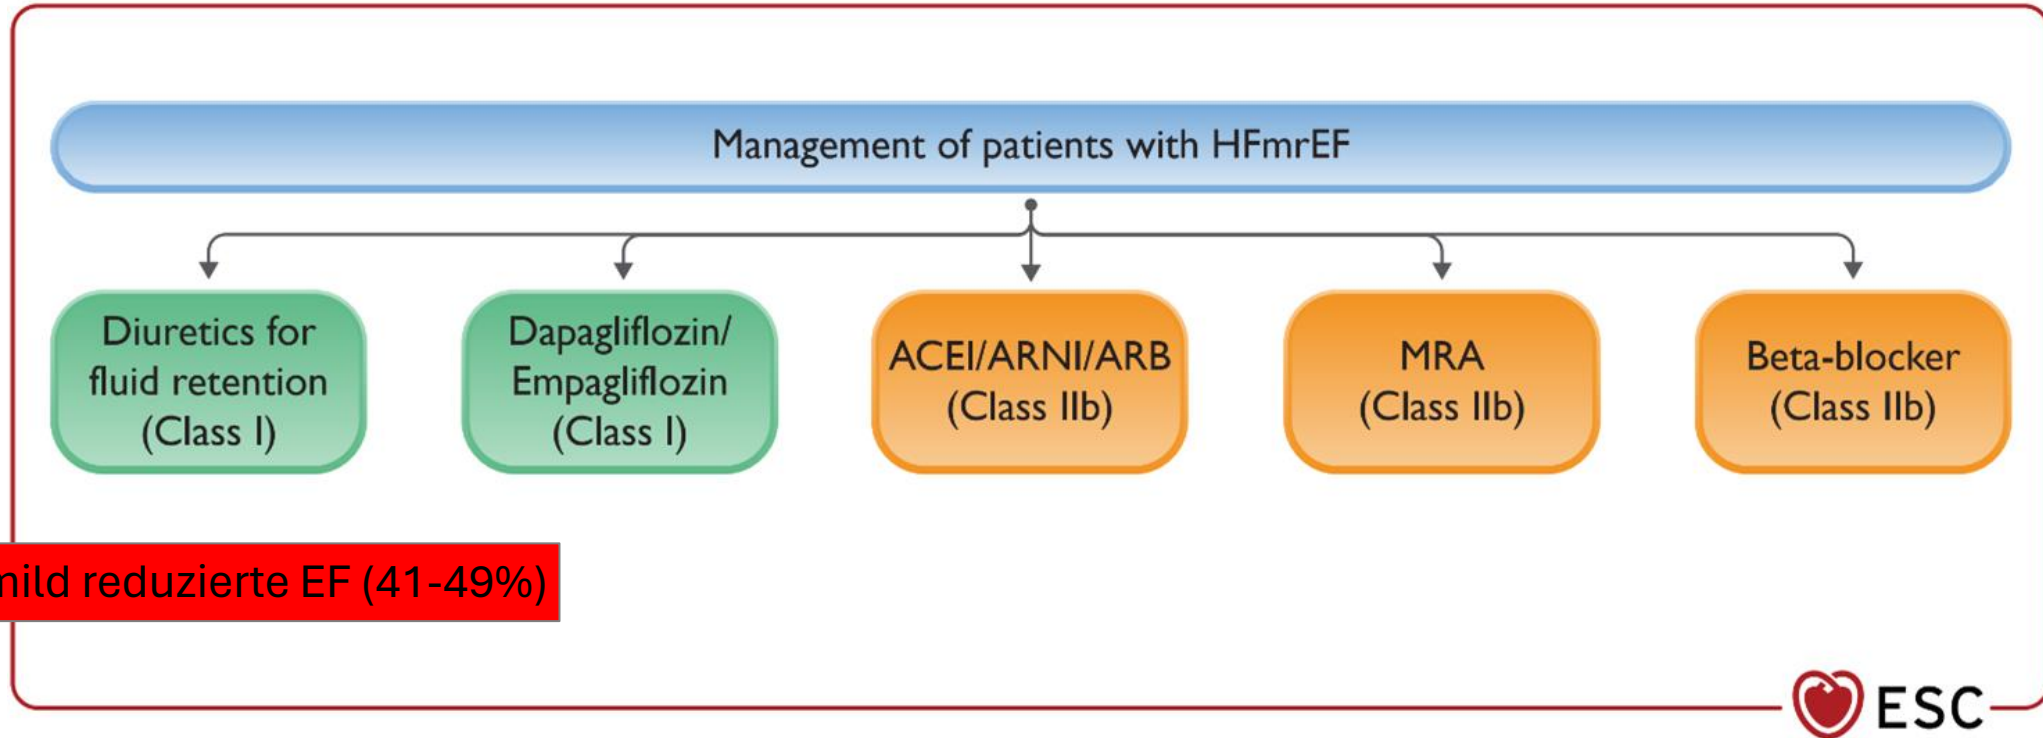 Management of patients with HFmrEF
Diuretics for
fluid retention
(Class I)
Dapagliflozin/
Empagliflozin
(Class I)
ACEI/ARNI/ARB
(Class IIb)
MRA
(Class IIb)
Beta-blocker
(Class IIb)
mild reduzierte EF (41-49%)
ESC